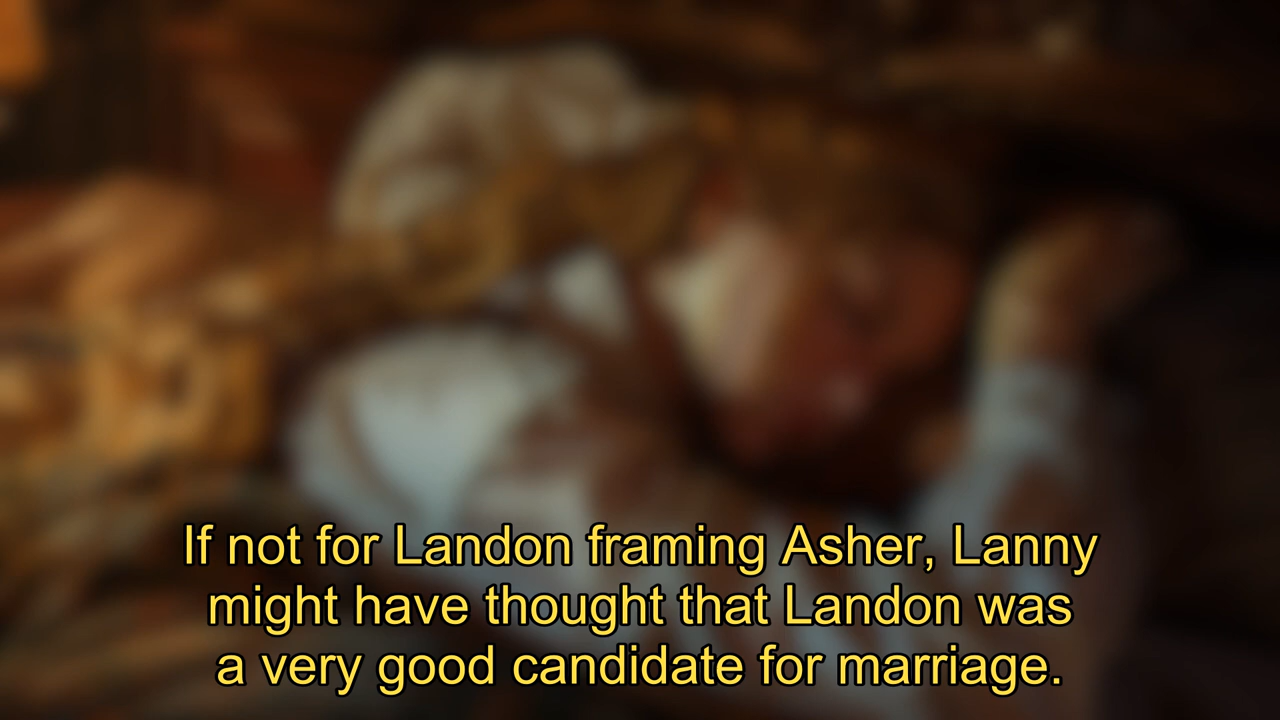 If not for Landon framing Asher, Lanny
might have thought that Landon was
a very good candidate for marriage.